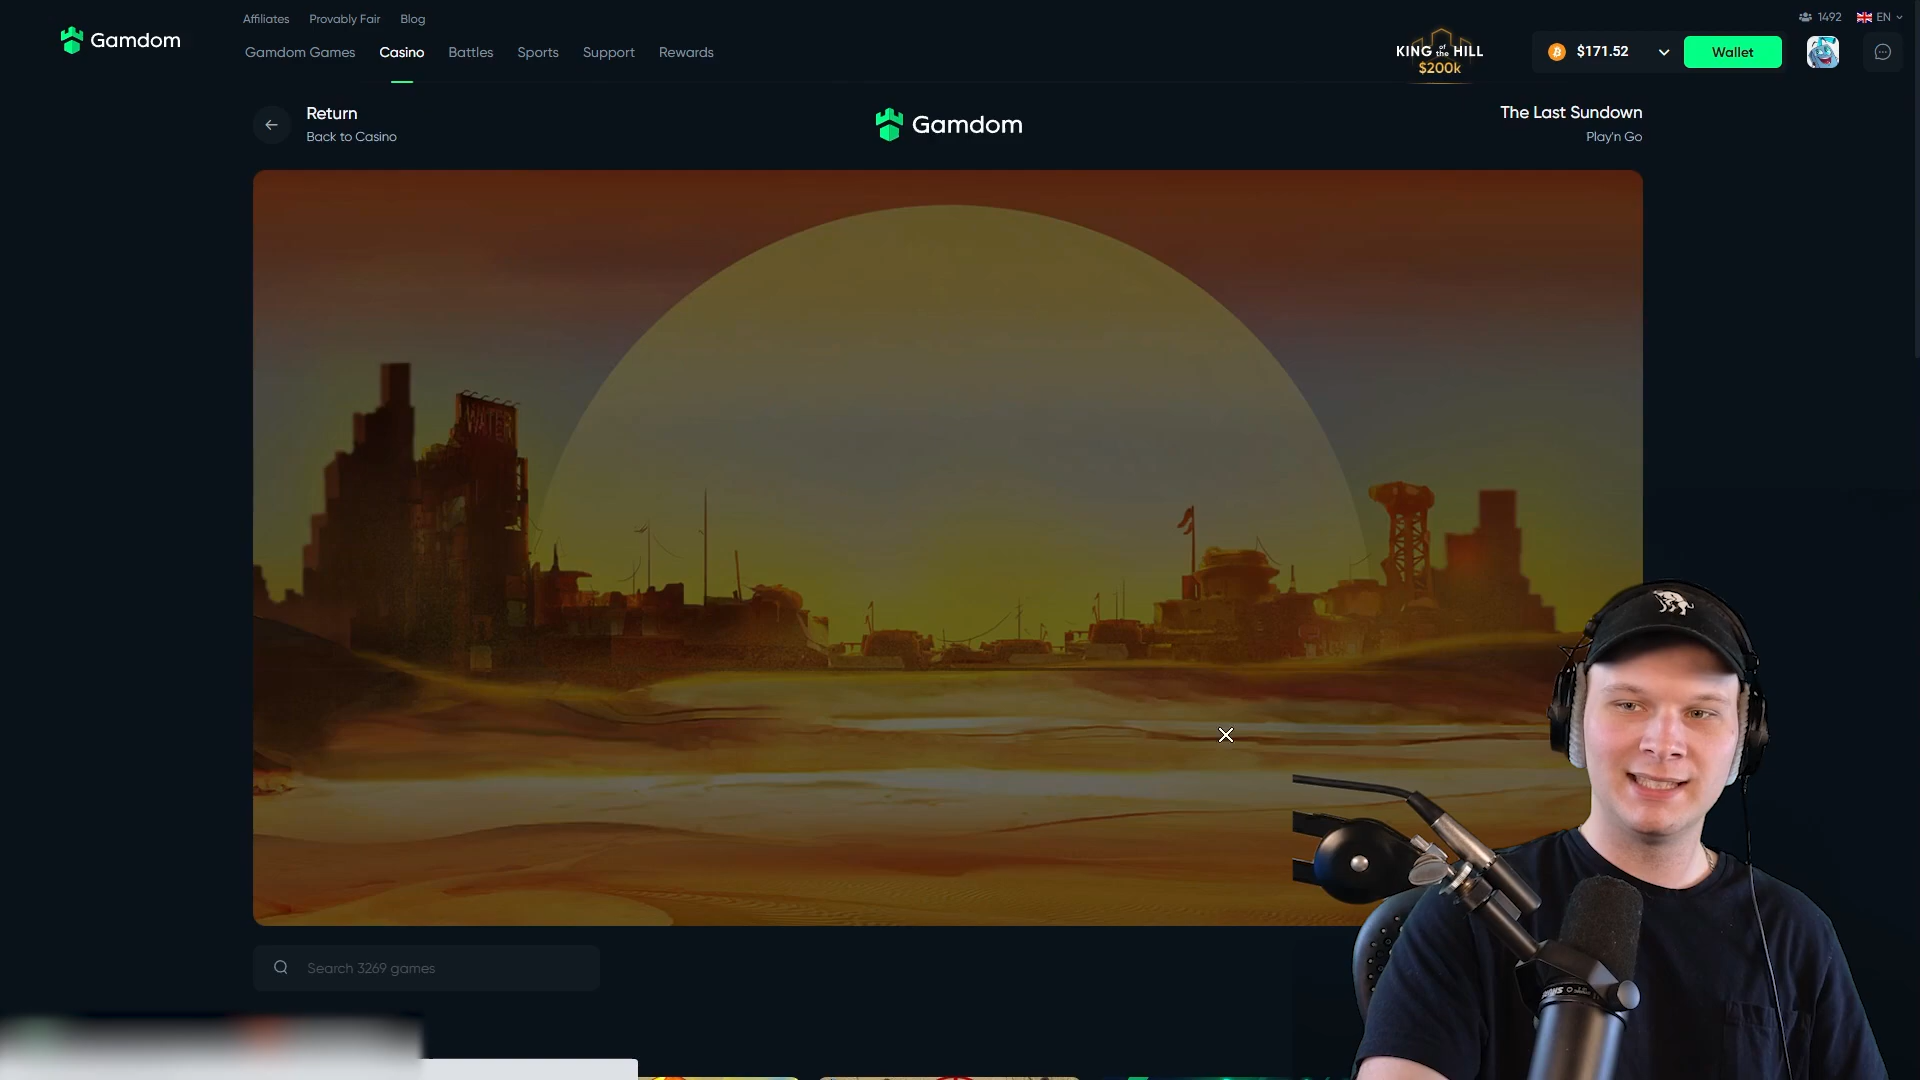 Affiliates Provably Fair Blog
1492 EN
Gamdom
Gamdom Games Casino Battles Sports Support Rewards
KING of the HILL
$200k
$171.52
Wallet
Return
Back to Casino
Gamdom
The Last Sundown
Play'n Go
Search 3269 games